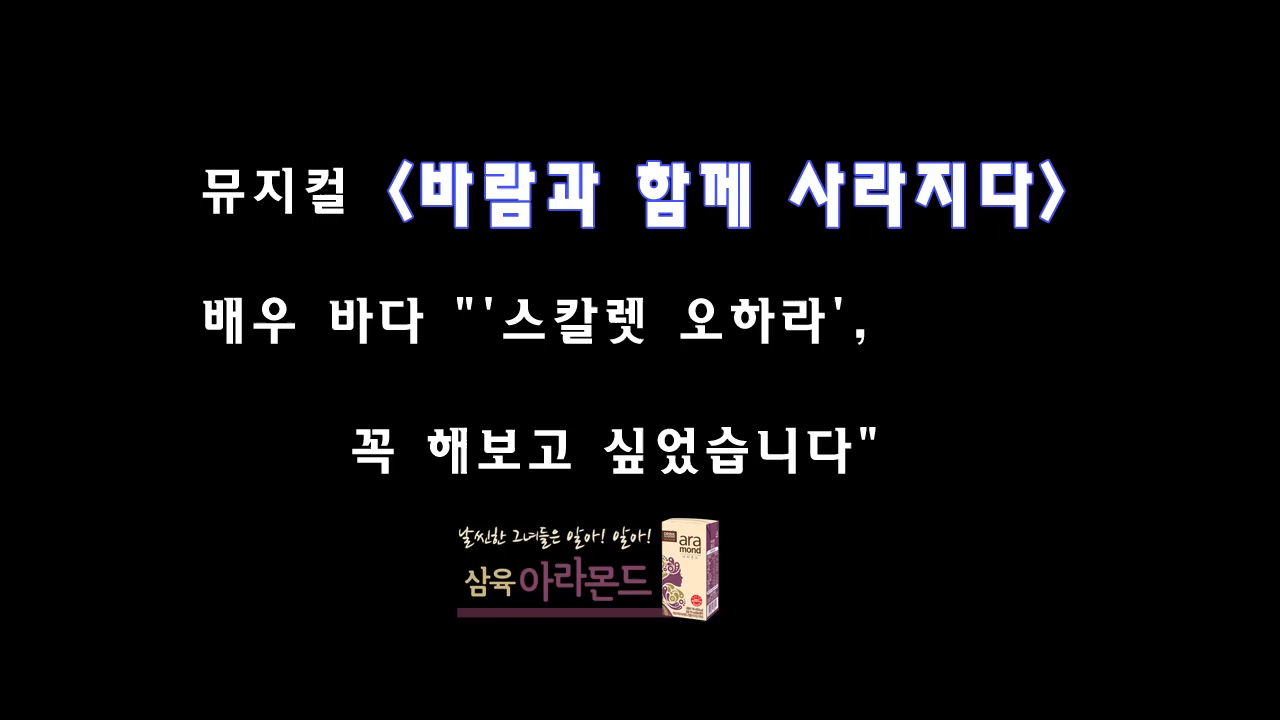 뮤지컬 <바람과 함께 사라지다>
배우 바다 "'스칼렛 오하라',
꼭 해보고 싶었습니다"
날씬한 그녀들은 알아! 알아!
삼육 아라몬드
ara
mond